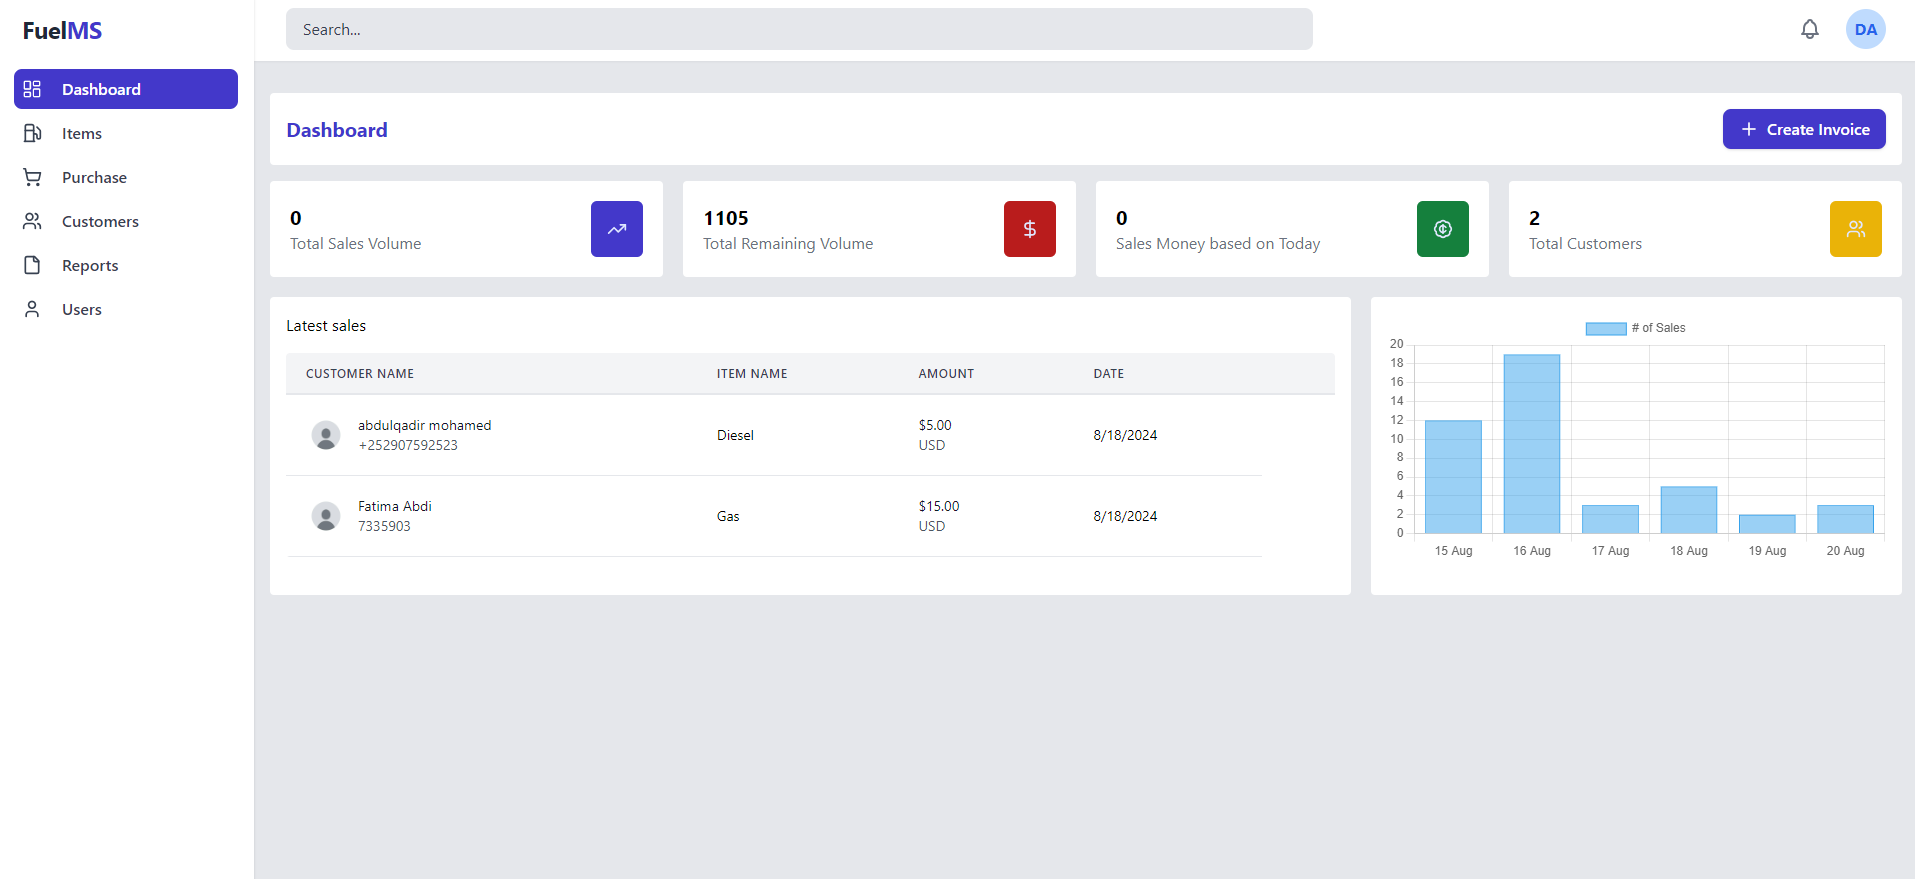 FuelMS
Search...
DA
Dashboard
Items
Purchase
Customers
Reports
Users
Dashboard
Create Invoice
0
Total Sales Volume
1105
Total Remaining Volume
0
Sales Money based on Today
2
Total Customers
Latest sales
CUSTOMER NAME ITEM NAME AMOUNT DATE
abdulqadir mohamed
+252907592523
Diesel
$5.00
USD
8/18/2024
Fatima Abdi
7335903
Gas
$15.00
USD
8/18/2024
# of Sales
20
18
16
14
12
10
8
6
4
2
0
15 Aug 16 Aug 17 Aug 18 Aug 19 Aug 20 Aug